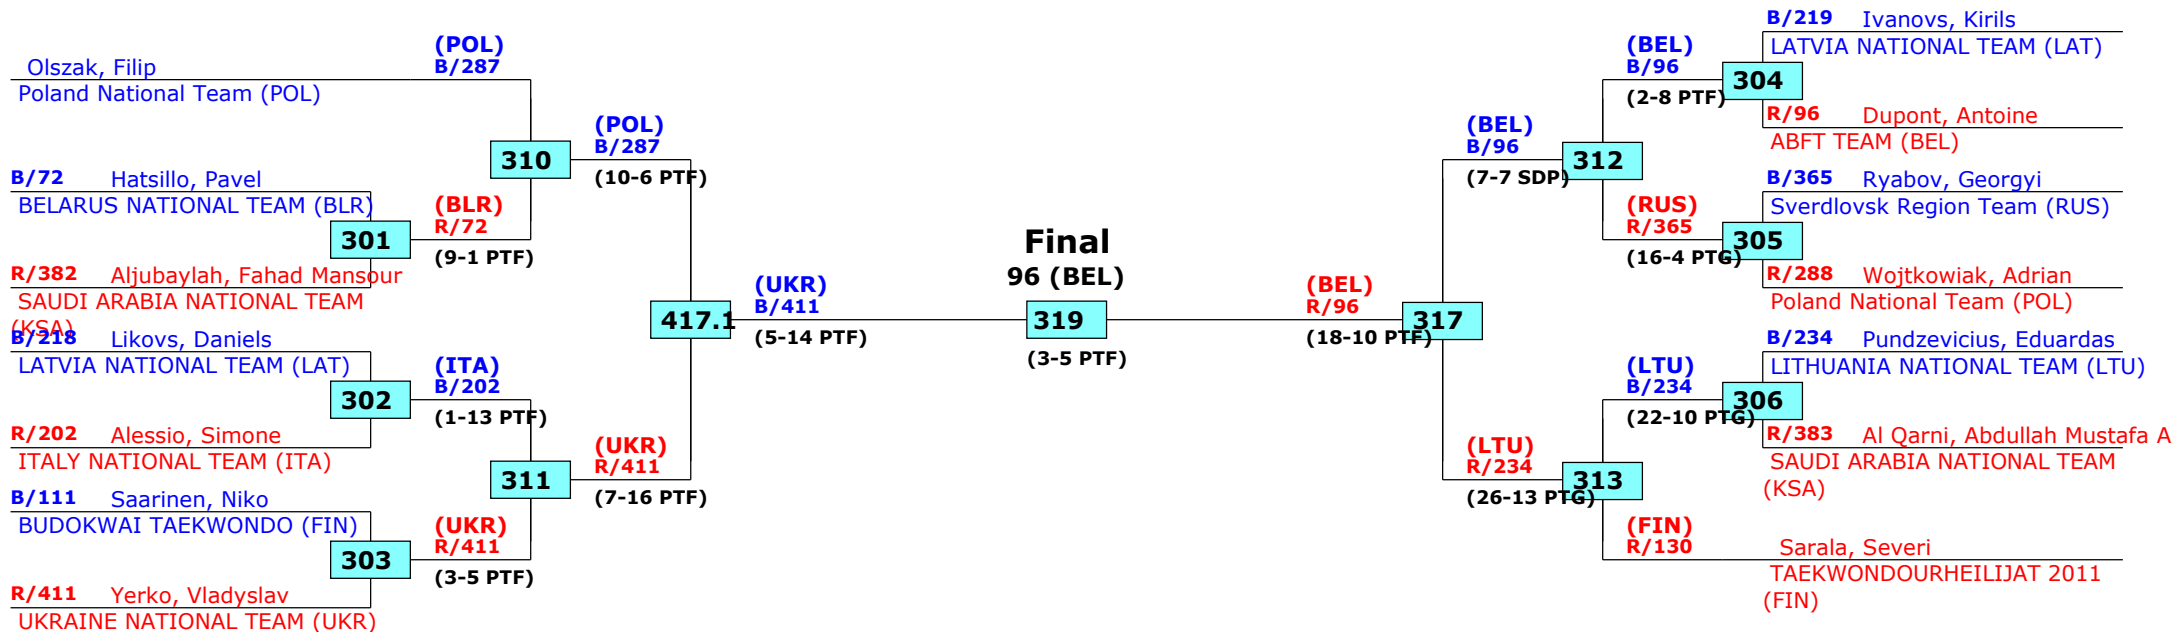 (POL)
B/287
Olszak, Filip
Poland National Team (POL)
B/72 Hatsillo, Pavel
BELARUS NATIONAL TEAM (BLR)
301
R/382 Aljubaylah, Fahad Mansour
SAUDI ARABIA NATIONAL TEAM
(KSA)
B/218 Likovs, Daniels
LATVIA NATIONAL TEAM (LAT)
302
R/202 Alessio, Simone
ITALY NATIONAL TEAM (ITA)
B/111 Saarinen, Niko
BUDOKWAI TAEKWONDO (FIN)
303
R/411 Yerko, Vladyslav
UKRAINE NATIONAL TEAM (UKR)
310
(BLR)
R/72
(9-1 PTF)
(ITA)
B/202
(1-13 PTF)
311
(UKR)
R/411
(3-5 PTF)
(POL)
B/287
(10-6 PTF)
417.1
(UKR)
R/411
(7-16 PTF)
(UKR)
B/411
(5-14 PTF)
Final
96 (BEL)
319
(3-5 PTF)
(BEL)
R/96
(18-10 PTF)
317
(BEL)
B/96
(7-7 SDP)
312
(LTU)
R/234
(26-13 PTG)
313
(BEL)
B/96
(2-8 PTF)
304
(RUS)
R/365
(16-4 PTG)
305
(LTU)
B/234
(22-10 PTG)
306
(FIN)
R/130
B/219 Ivanovs, Kirils
LATVIA NATIONAL TEAM (LAT)
R/96 Dupont, Antoine
ABFT TEAM (BEL)
B/365 Ryabov, Georgyi
Sverdlovsk Region Team (RUS)
R/288 Wojtkowiak, Adrian
Poland National Team (POL)
B/234 Pundzevicius, Eduardas
LITHUANIA NATIONAL TEAM (LTU)
R/383 Al Qarni, Abdullah Mustafa A
SAUDI ARABIA NATIONAL TEAM
(KSA)
Sarala, Severi
TAEKWONDOURHEILIJAT 2011
(FIN)